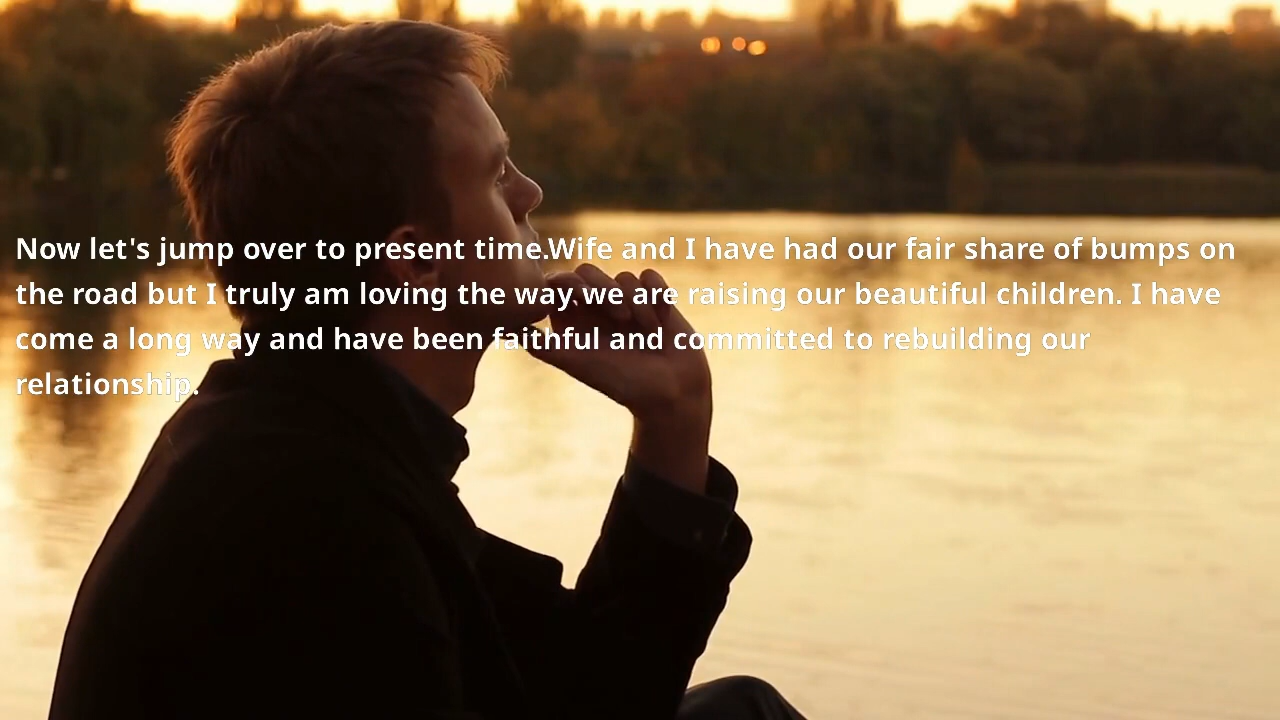 Now let's jump over to present time.Wife and I have had our fair share of bumps on
the road but I truly am loving the way we are raising our beautiful children. I have
come a long way and have been faithful and committed to rebuilding our
relationship.